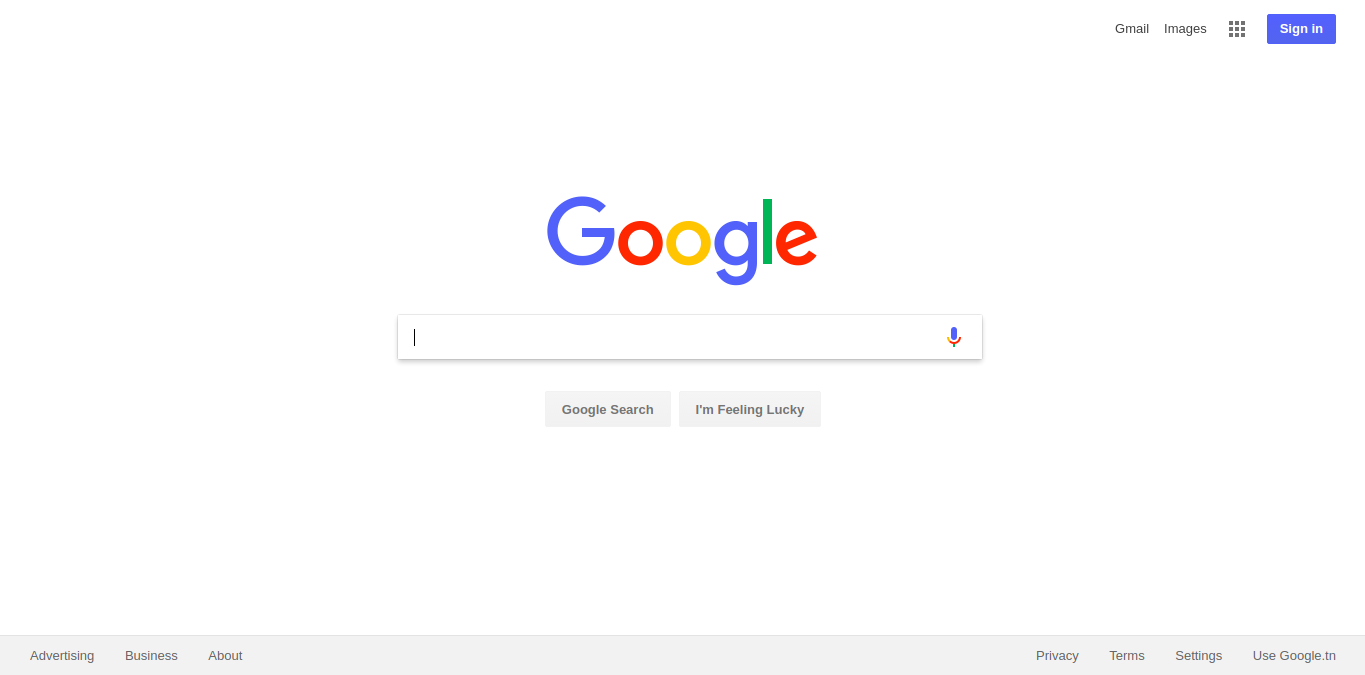 Gmail Images Sign in
Google
Google Search I'm Feeling Lucky
Advertising Business About Privacy Terms Settings Use Google.tn